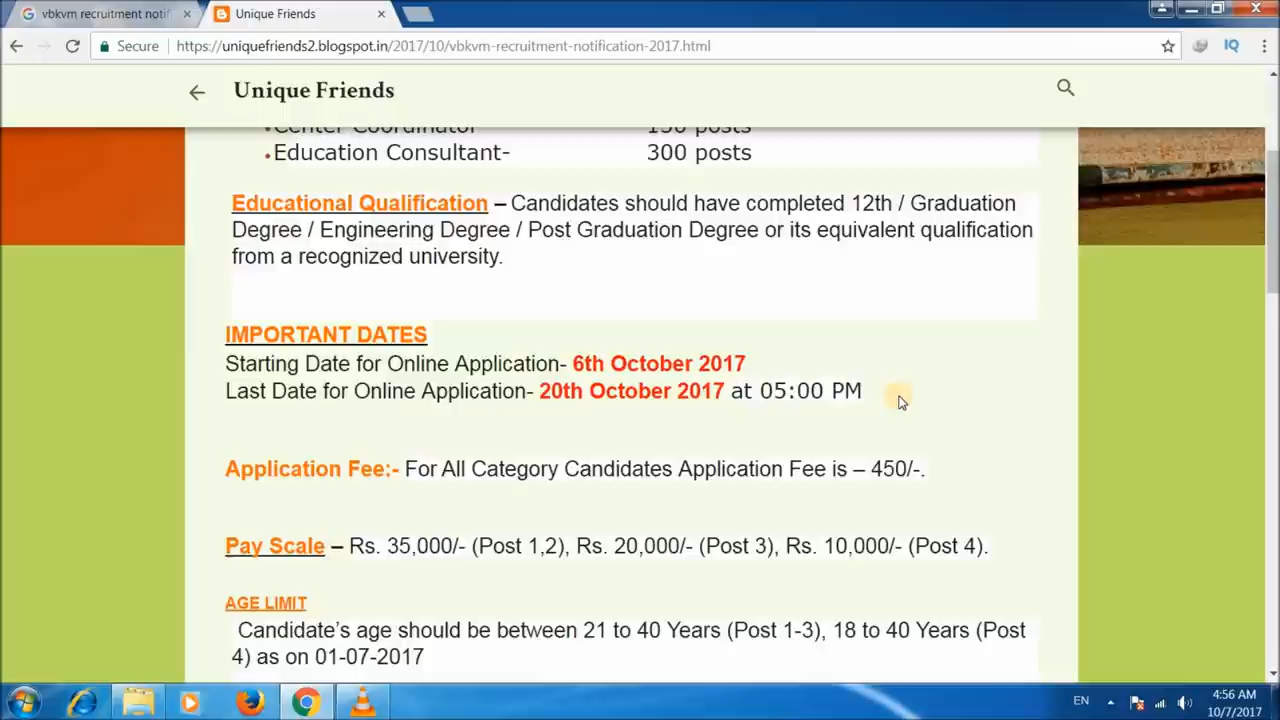 vbkvm recruitment notif
Unique Friends
Secure
https://uniquefriends2.blogspot.in/2017/10/vbkvm-recruitment-notification-2017.html
IQ
Unique Friends
Center Coordinator 150 posts
Education Consultant- 300 posts
Educational Qualification – Candidates should have completed 12th / Graduation
Degree / Engineering Degree / Post Graduation Degree or its equivalent qualification
from a recognized university.
IMPORTANT DATES
Starting Date for Online Application- 6th October 2017
Last Date for Online Application- 20th October 2017 at 05:00 PM
Application Fee:- For All Category Candidates Application Fee is – 450/-.
Pay Scale – Rs. 35,000/- (Post 1,2), Rs. 20,000/- (Post 3), Rs. 10,000/- (Post 4).
AGE LIMIT
Candidate's age should be between 21 to 40 Years (Post 1-3), 18 to 40 Years (Post
4) as on 01-07-2017
EN
4:56 AM
10/7/2017